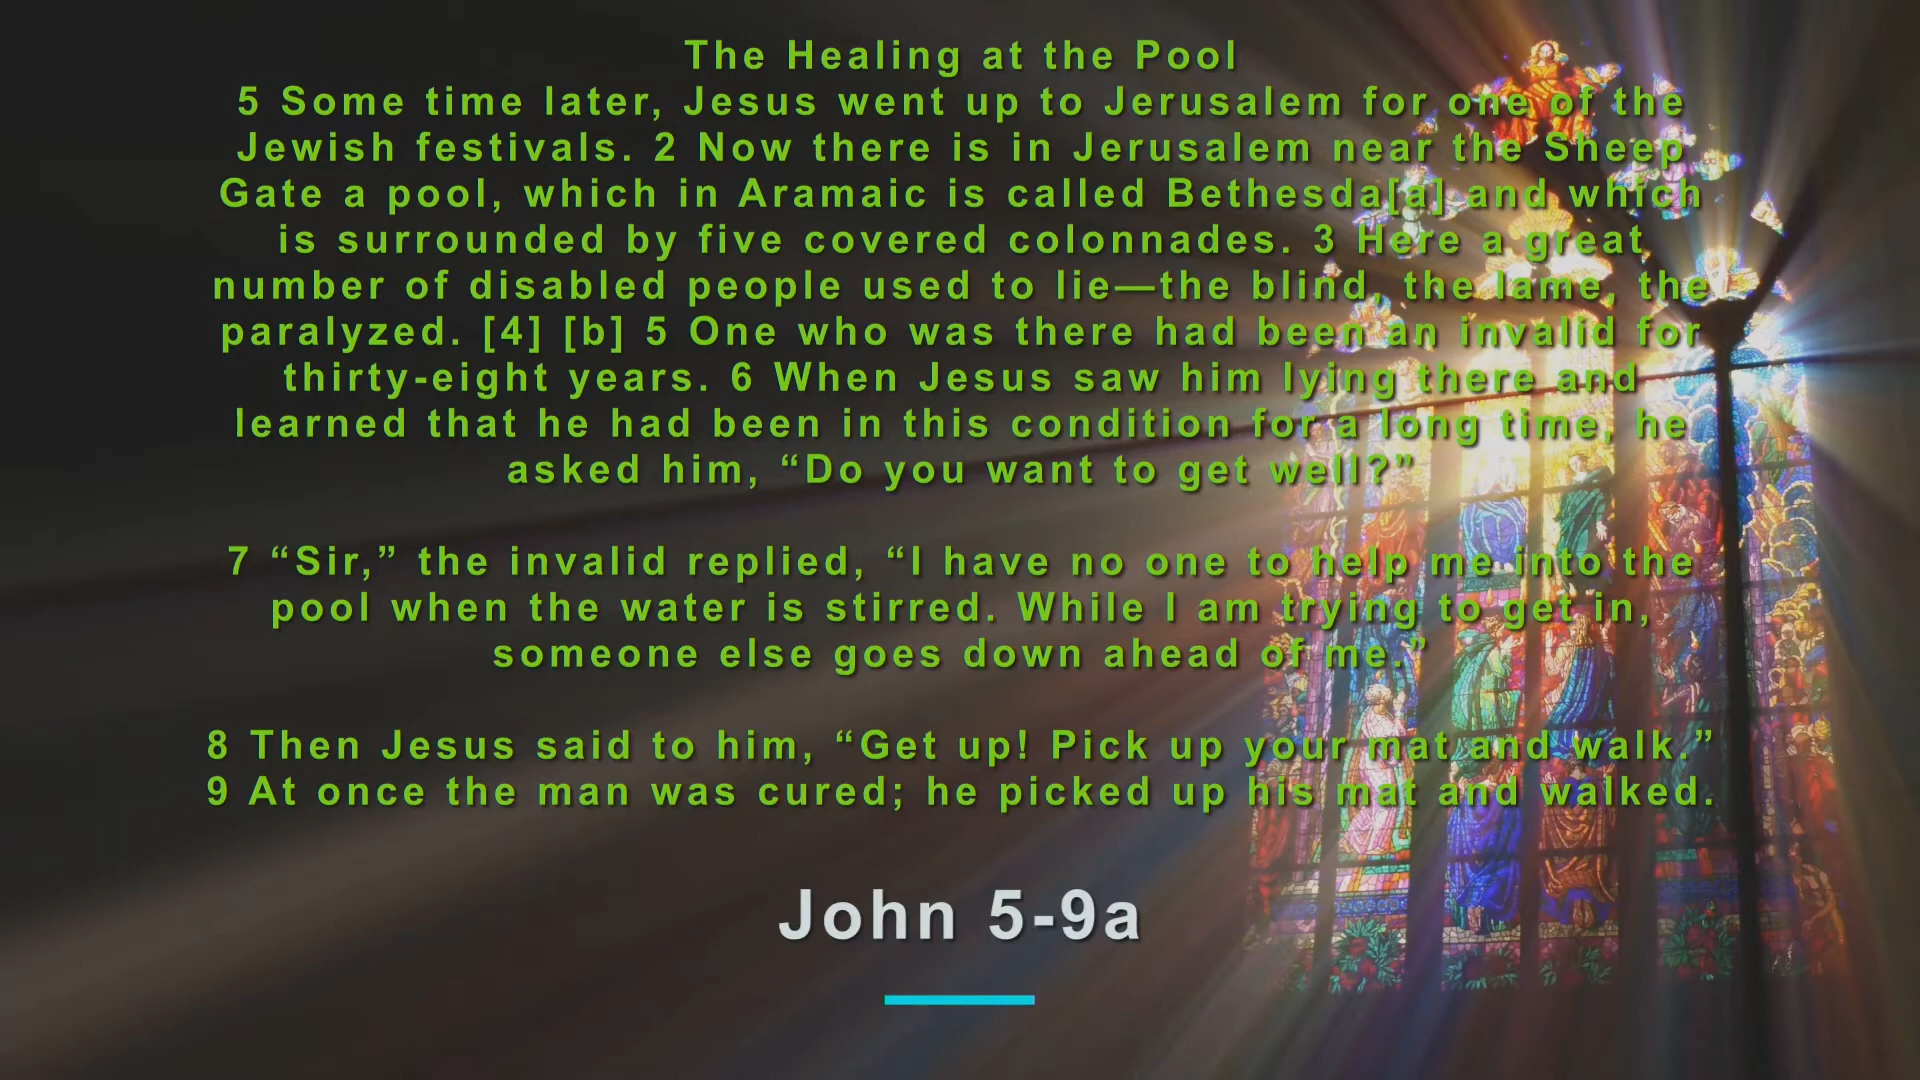 The Healing at the Pool
5 Some time later, Jesus went up to Jerusalem for one of the
Jewish festivals. 2 Now there is in Jerusalem near the Sheep
Gate a pool, which in Aramaic is called Bethesda[a] and which
is surrounded by five covered colonnades. 3 Here a great
number of disabled people used to lie—the blind, the lame, the
paralyzed. [4] [b] 5 One who was there had been an invalid for
thirty-eight years. 6 When Jesus saw him lying there and
learned that he had been in this condition for a long time, he
asked him, “Do you want to get well?”
7 “Sir,” the invalid replied, “I have no one to help me into the
pool when the water is stirred. While I am trying to get in,
someone else goes down ahead of me.”
8 Then Jesus said to him, “Get up! Pick up your mat and walk.”
9 At once the man was cured; he picked up his mat and walked.
John 5-9a